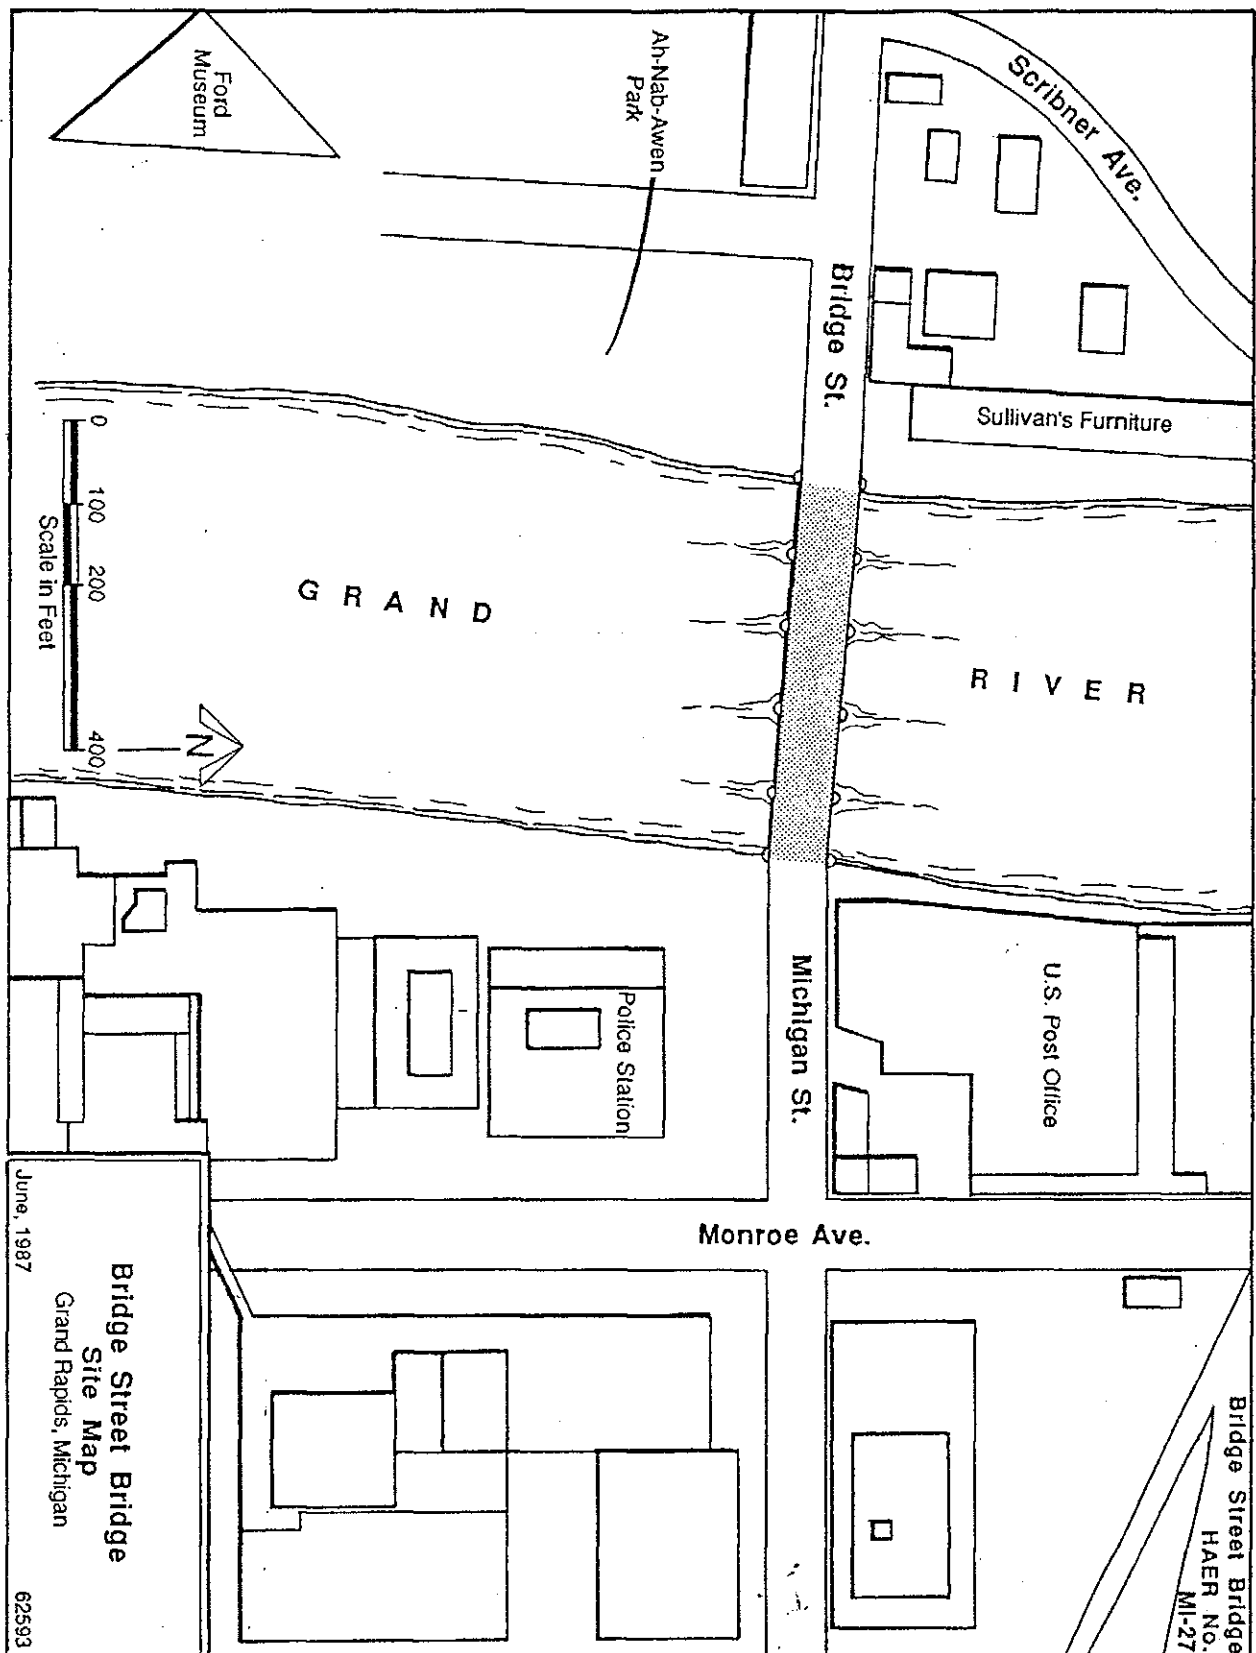 Bridge Street Bridge
HAER No.
MI-27
Scribner Ave.
Sullivan's Furniture
RIVER
U.S. Post Office
Bridge St.
Michigan St.
Monroe Ave.
Ah-Nab-Awen
Park
Police Station
GRAND
Ford
Museum
N
0 100 200 400
Scale in Feet
Bridge Street Bridge
Site Map
Grand Rapids, Michigan
June, 1987 62593